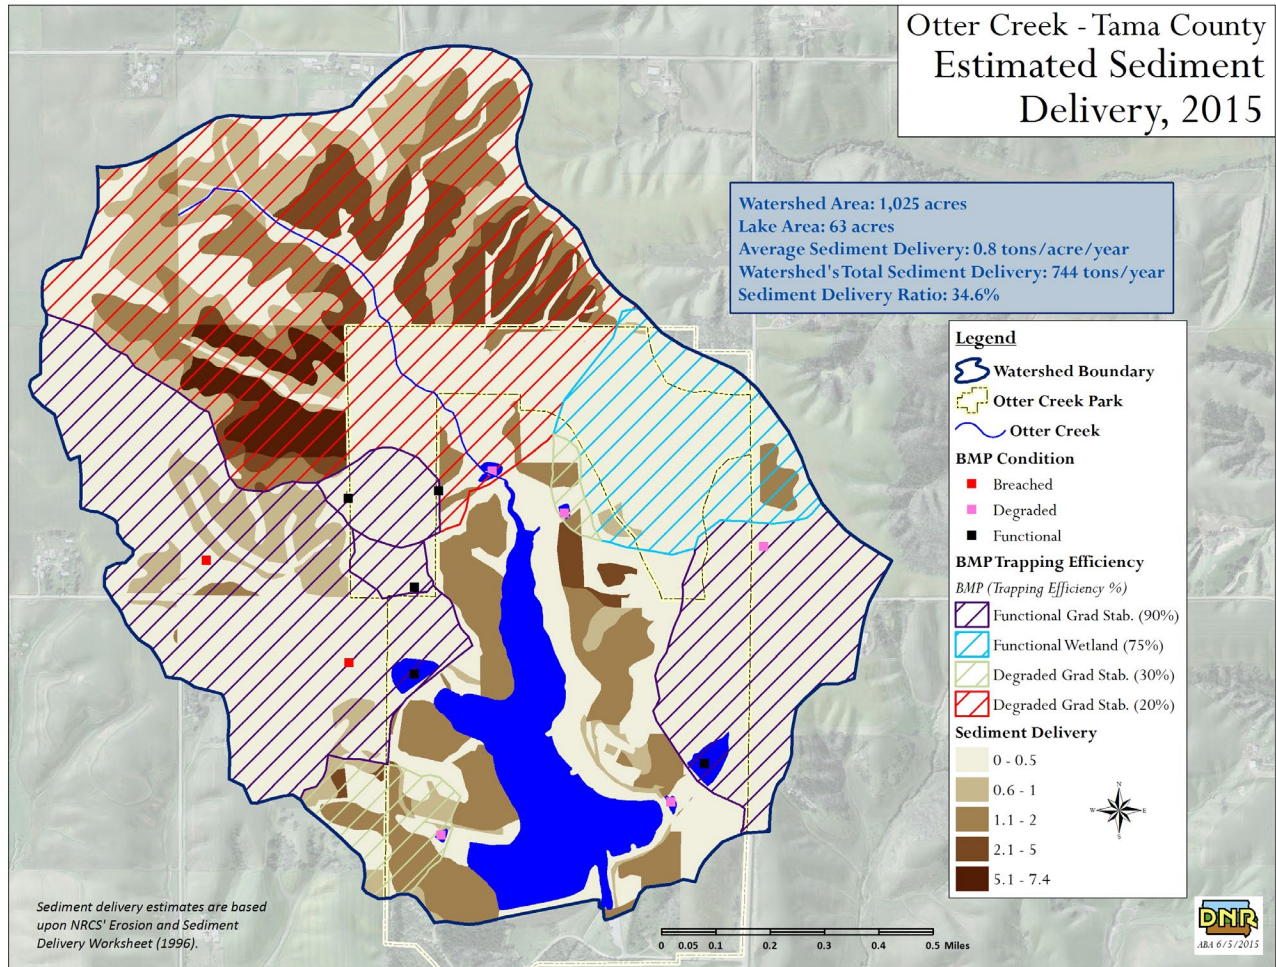 Otter Creek - Tama County
Estimated Sediment
Delivery, 2015
Watershed Area: 1,025 acres
Lake Area: 63 acres
Average Sediment Delivery: 0.8 tons/acre/year
Watershed's Total Sediment Delivery: 744 tons/year
Sediment Delivery Ratio: 34.6%
Legend
Watershed Boundary
Otter Creek Park
Otter Creek
BMP Condition
Breached
Degraded
Functional
BMP Trapping Efficiency
BMP (Trapping Efficiency %)
Functional Grad Stab. (90%)
Functional Wetland (75%)
Degraded Grad Stab. (30%)
Degraded Grad Stab. (20%)
Sediment Delivery
0 - 0.5
0.6 - 1
1.1 - 2
2.1 - 5
5.1 - 7.4
N
W E
S
Sediment delivery estimates are based
upon NRCS' Erosion and Sediment
Delivery Worksheet (1996).
0 0.05 0.1 0.2 0.3 0.4 0.5 Miles
DNR
ABA 6/5/2015